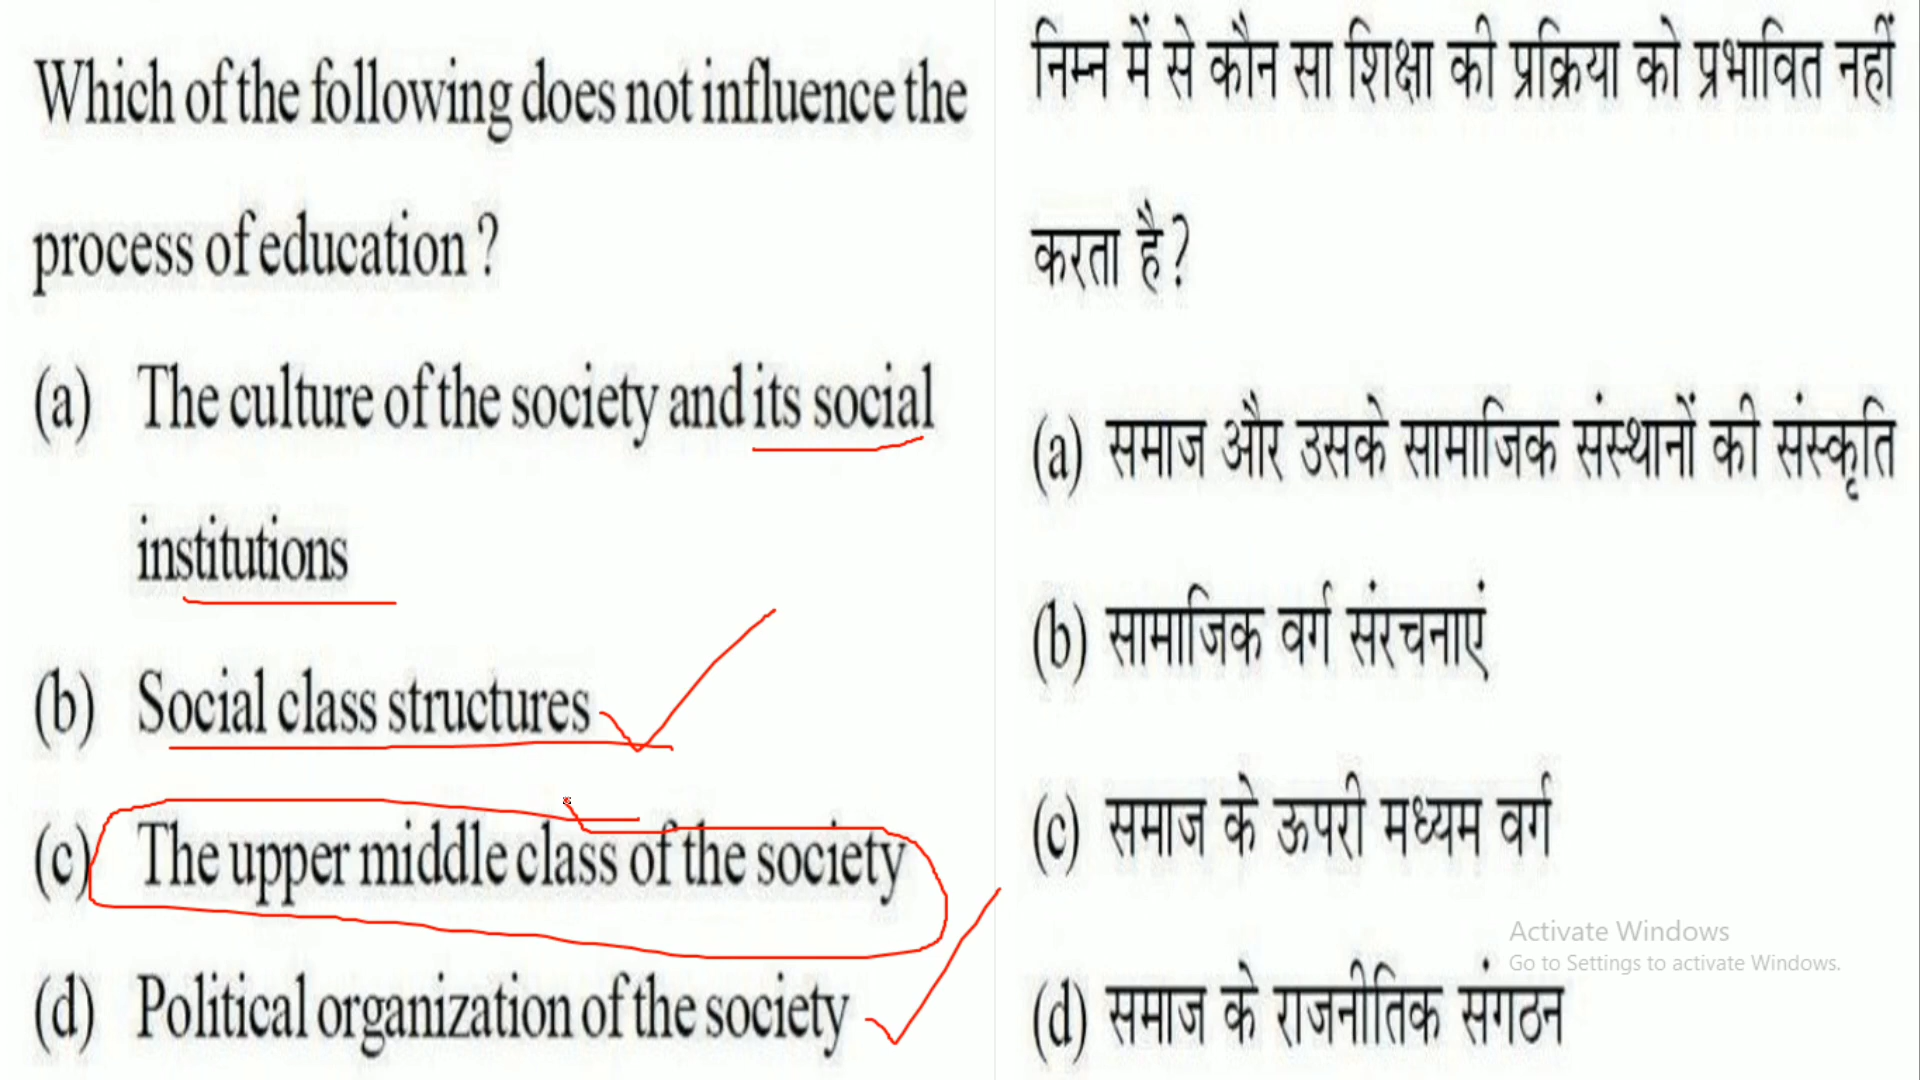 Which of the following does not influence the
process of education ?
(a) The culture of the society and its social
institutions
(b) Social class structures
(c) The upper middle class of the society
(d) Political organization of the society
निम्न में से कौन सा शिक्षा की प्रक्रिया को प्रभावित नहीं
करता है?
(a) समाज और उसके सामाजिक संस्थानों की संस्कृति
(b) सामाजिक वर्ग संरचनाएं
(c) समाज के ऊपरी मध्यम वर्ग
(d) समाज के राजनीतिक संगठन
Activate Windows
Go to Settings to activate Windows.